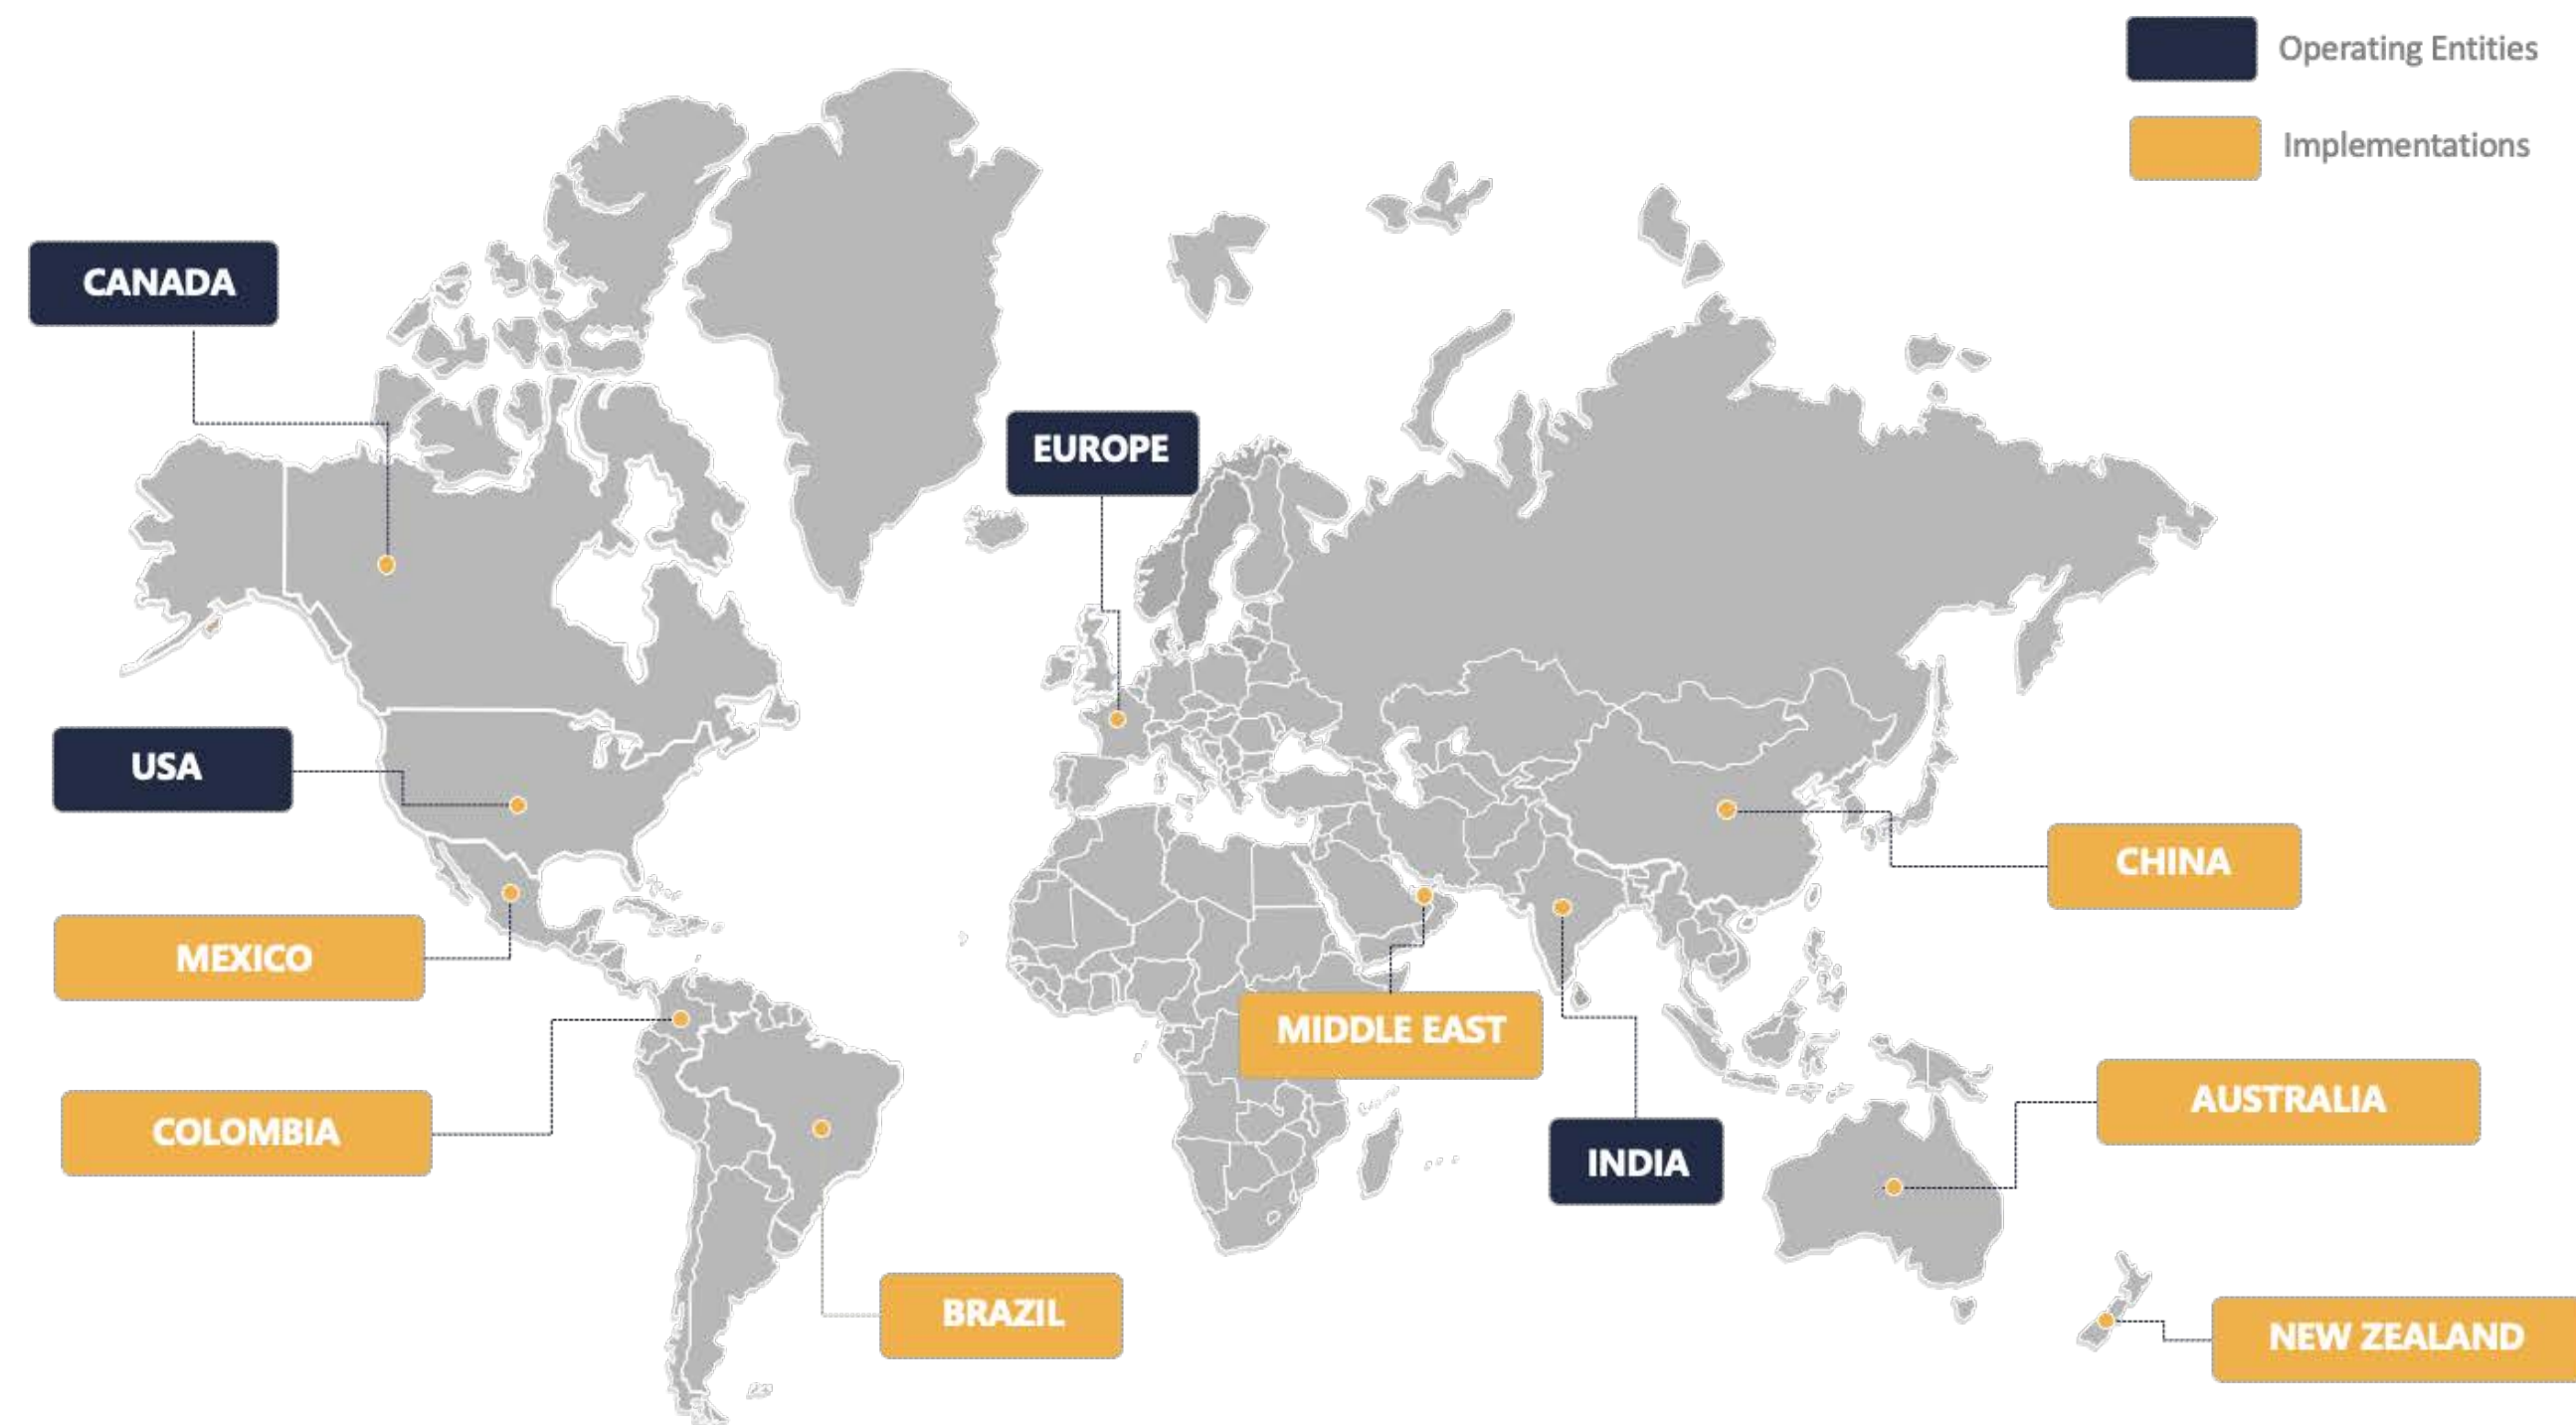 Operating Entities
Implementations
CANADA
EUROPE
USA
CHINA
MEXICO
MIDDLE EAST
COLOMBIA
AUSTRALIA
INDIA
BRAZIL
NEW ZEALAND